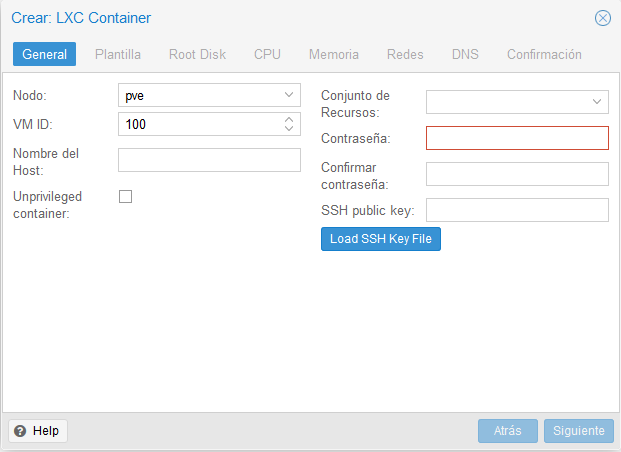 Crear: LXC Container
General Plantilla Root Disk CPU Memoria Redes DNS Confirmación
Nodo: pve
VM ID: 100
Nombre del
Host:
Unprivileged
container:
Conjunto de
Recursos:
Contraseña:
Confirmar
contraseña:
SSH public key:
Load SSH Key File
Help
Atrás Siguiente